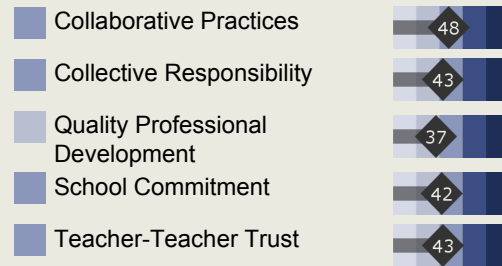 Collaborative Practices 48
Collective Responsibility 43
Quality Professional
Development 37
School Commitment 42
Teacher-Teacher Trust 43